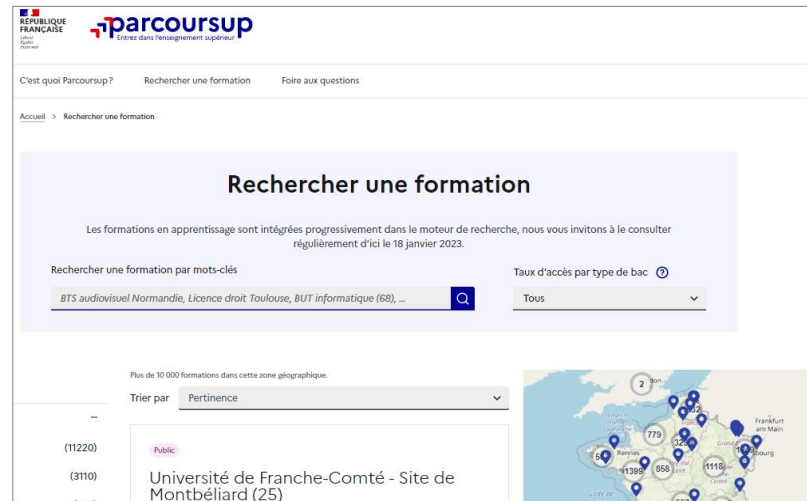 RÉPUBLIQUE
FRANÇAISE
Liberté
Égalité
Fraternité
parcoursup
Entrez dans l'enseignement supérieur
C'est quoi Parcoursup?
Rechercher une formation
Foire aux questions
Accueil > Rechercher une formation
Rechercher une formation
Les formations en apprentissage sont intégrées progressivement dans le moteur de recherche, nous vous invitons à le consulter
régulièrement d'ici le 18 janvier 2023.
Rechercher une formation par mots-clés
Taux d'accès par type de bac ?
BTS audiovisuel Normandie, Licence droit Toulouse, BUT informatique (68), ...
Tous
Plus de 10 000 formations dans cette zone géographique.
Trier par
Pertinence
(11220)
(3110)
Public
Université de Franche-Comté - Site de
Montbéliard (25)
2
779
Frankfurt
am Main
Rennes
1399
858
1118